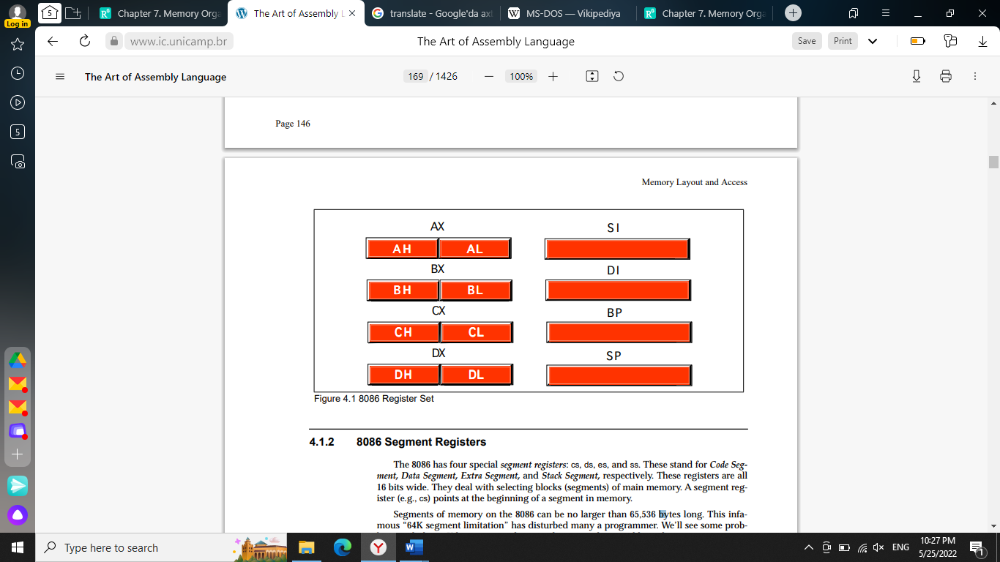 Log in
Chapter 7. Memory Orga
The Art of Assembly L
translate - Google'da axt
MS-DOS — Vikipediya
Chapter 7. Memory Orga
www.ic.unicamp.br
The Art of Assembly Language
Save
Print
The Art of Assembly Language
169 / 1426
100%
5
Page 146
Memory Layout and Access
AX
SI
AH
AL
BX
DI
BH
BL
CX
BP
CH
CL
DX
SP
DH
DL
Figure 4.1 8086 Register Set
4.1.2 8086 Segment Registers
The 8086 has four special segment registers: cs, ds, es, and ss. These stand for Code Seg-
ment, Data Segment, Extra Segment, and Stack Segment, respectively. These registers are all
16 bits wide. They deal with selecting blocks (segments) of main memory. A segment reg-
ister (e.g., cs) points at the beginning of a segment in memory.
Segments of memory on the 8086 can be no larger than 65,536 bytes long. This infa-
mous “64K segment limitation” has disturbed many a programmer. We’ll see some prob-
Type here to search
ENG
10:27 PM
5/25/2022
1